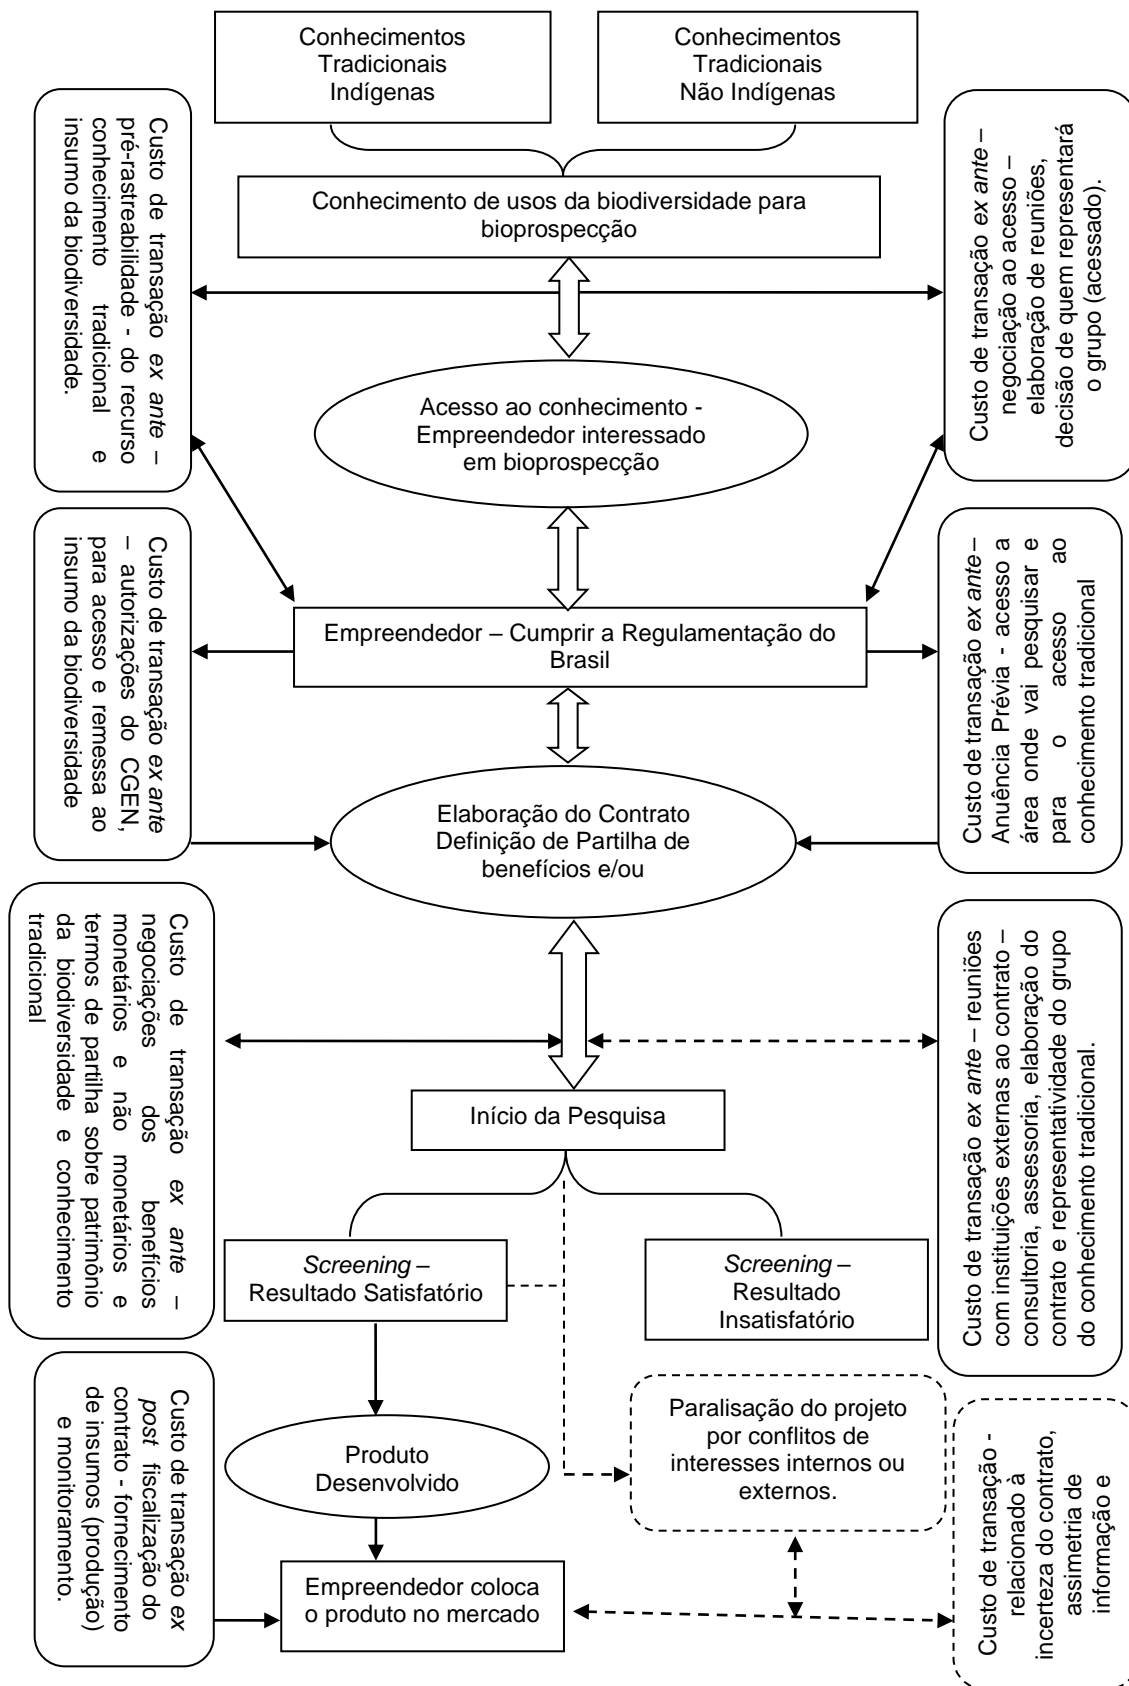 Conhecimentos
Tradicionais
Indígenas
Conhecimentos
Tradicionais
Não Indígenas
Custo de transação ex ante –
pré-rastreabilidade - do recurso
conhecimento tradicional e
insumo da biodiversidade.
Custo de transação ex ante –
negociação ao acesso –
elaboração de reuniões,
decisão de quem representará
o grupo (acessado).
Conhecimento de usos da biodiversidade para
bioprospecção
Acesso ao conhecimento -
Empreendedor interessado
em bioprospecção
Custo de transação ex ante
– autorizações do CGEN,
para acesso e remessa ao
insumo da biodiversidade
Empreendedor – Cumprir a Regulamentação do
Brasil
Custo de transação ex ante –
Anuência Prévia - acesso a
área onde vai pesquisar e
para o acesso ao
conhecimento tradicional
Elaboração do Contrato
Definição de Partilha de
benefícios e/ou
Custo de transação ex ante –
negociações dos benefícios
monetários e não monetários e
termos de partilha sobre patrimônio
da biodiversidade e conhecimento
tradicional
Custo de transação ex ante – reuniões
com instituições externas ao contrato –
consultoria, assessoria, elaboração do
contrato e representatividade do grupo
do conhecimento tradicional.
Início da Pesquisa
Screening –
Resultado Satisfatório
Screening –
Resultado
Insatisfatório
Custo de transação ex
post fiscalização do
contrato - fornecimento
de insumos (produção)
e monitoramento.
Produto
Desenvolvido
Paralisação do projeto
por conflitos de
interesses internos ou
externos.
Custo de transação -
relacionado à
incerteza do contrato,
assimetria de
informação e
Empreendedor coloca
o produto no mercado